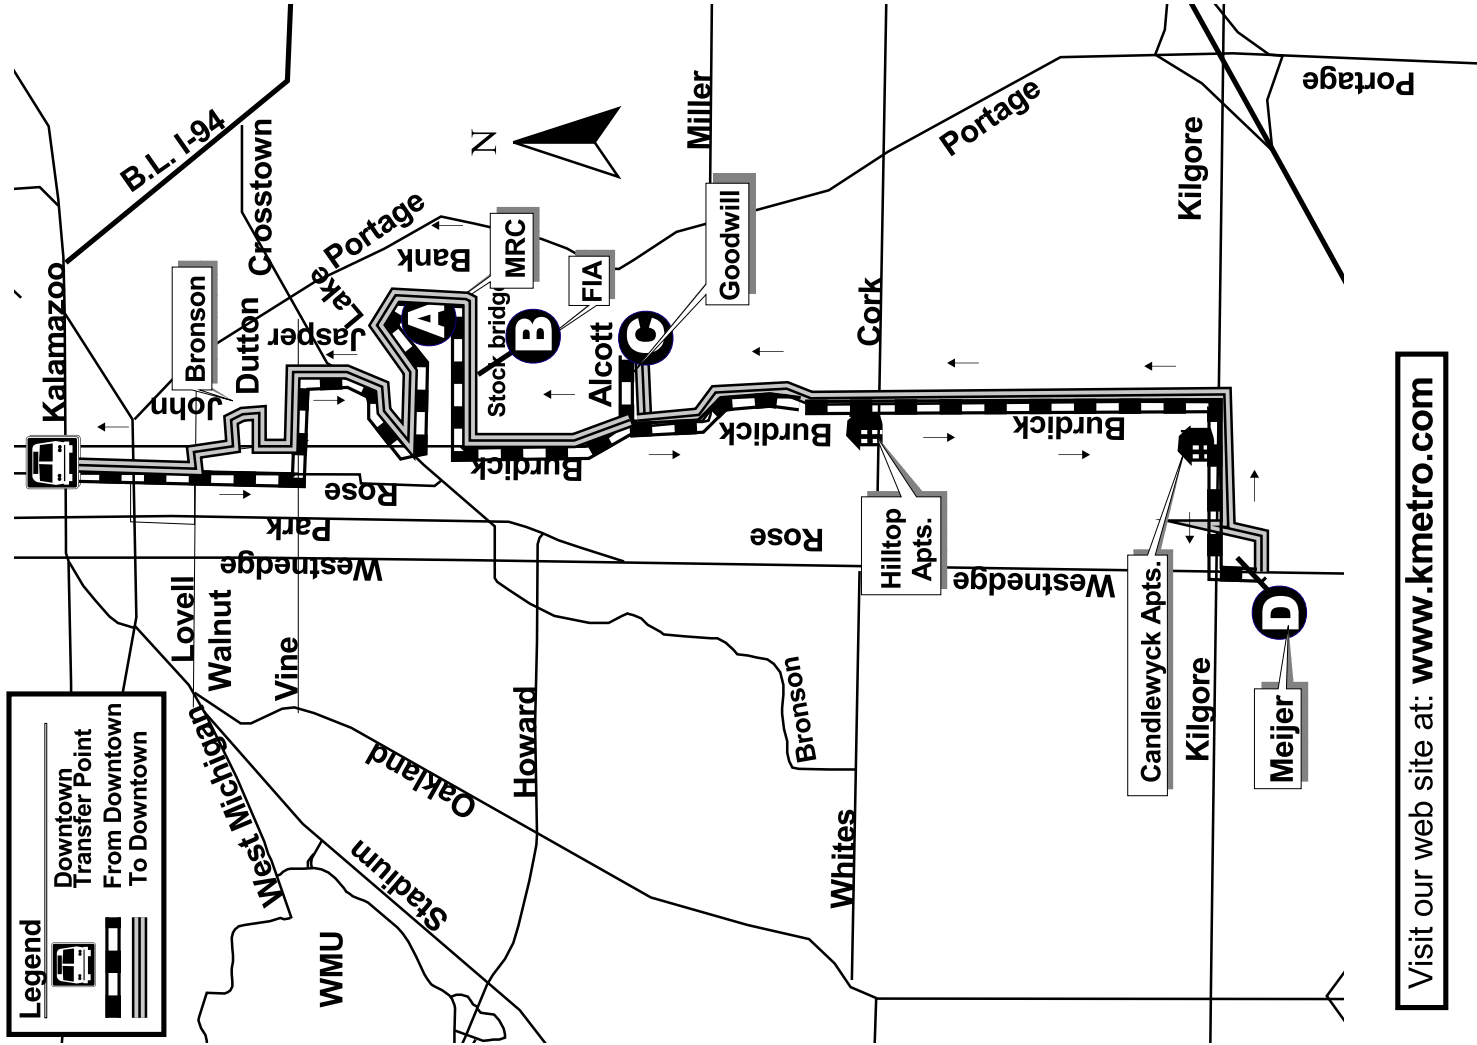 Legend
Downtown
Transfer Point
From Downtown
To Downtown
Kalamazoo
B.L. I-94
Crosstown
Bronson
Dutton
John
Jasper
Lake
Portage
Bank
N
MRC
Stockbridge
FIA
Alcott
Goodwill
Miller
Portage
Portage
Kilgore
Cork
A
B
C
D
Burdick
Burdick
Burdick
Rose
Rose
Park
Westnedge
Westnedge
Lovell
Walnut
Vine
West Michigan
Oakland
Stadium
WMU
Howard
Bronson
Whites
Hilltop
Apts.
Candlewyck Apts.
Kilgore
Meijer
Visit our web site at: www.kmetro.com